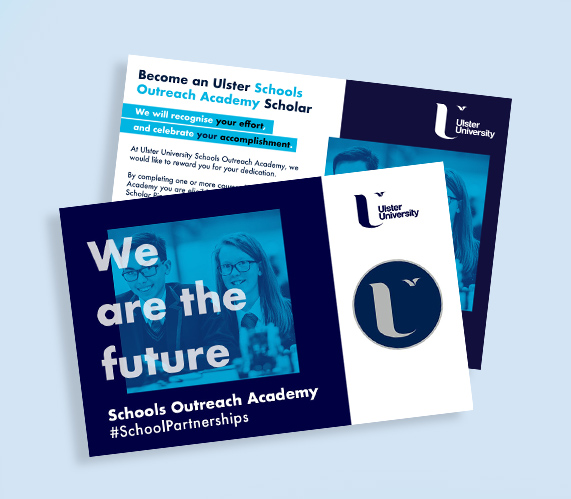 Become an Ulster Schools
Outreach Academy Scholar
We will recognise your effort,
and celebrate your accomplishment.
At Ulster University Schools Outreach Academy, we
would like to reward you for your dedication.
By completing one or more
Academy you are
Scholar
Ulster
University
Ulster
University
We
are the
future
Schools Outreach Academy
#SchoolPartnerships